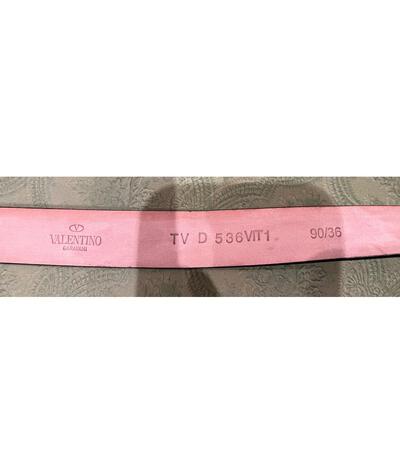 VALENTINO
GARAVANI
TV D 536VIT1
90/36